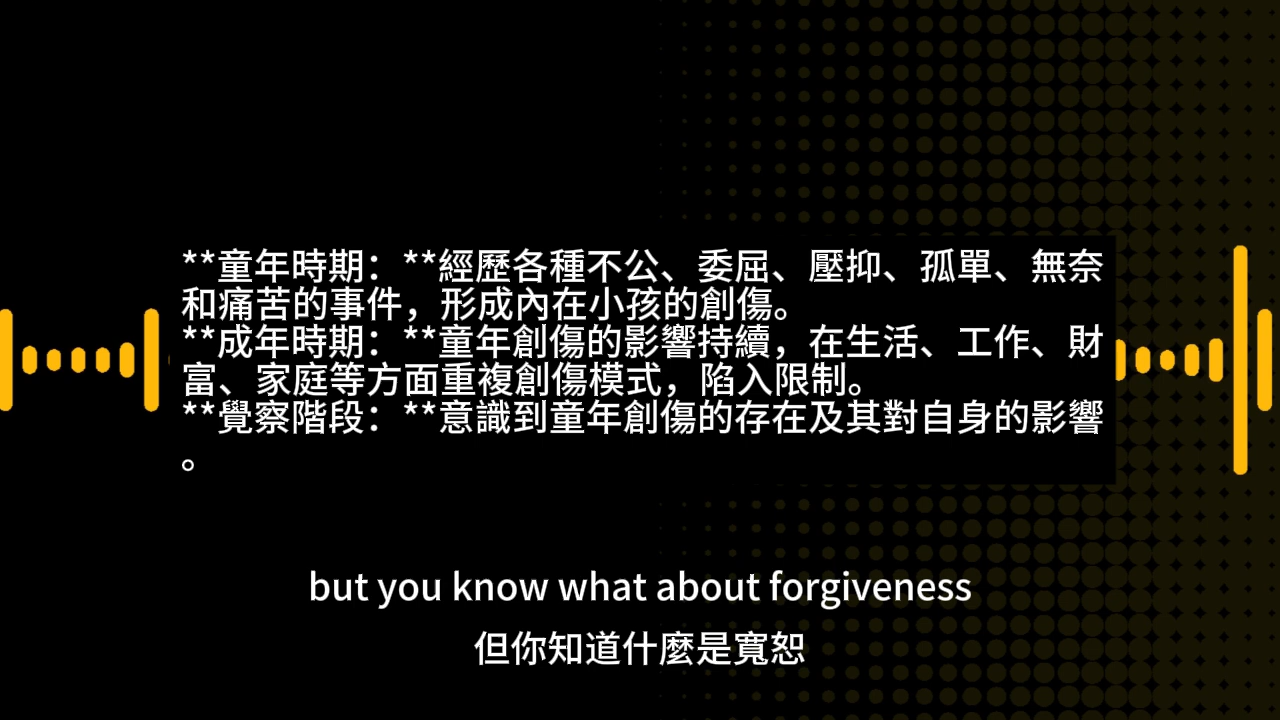 **童年時期：**經歷各種不公、委屈、壓抑、孤單、無奈
和痛苦的事件，形成內在小孩的創傷。
**成年時期：**童年創傷的影響持續，在生活、工作、財
富、家庭等方面重複創傷模式，陷入限制。
**覺察階段：**意識到童年創傷的存在及其對自身的影響
。
but you know what about forgiveness
但你知道什麼是寬恕